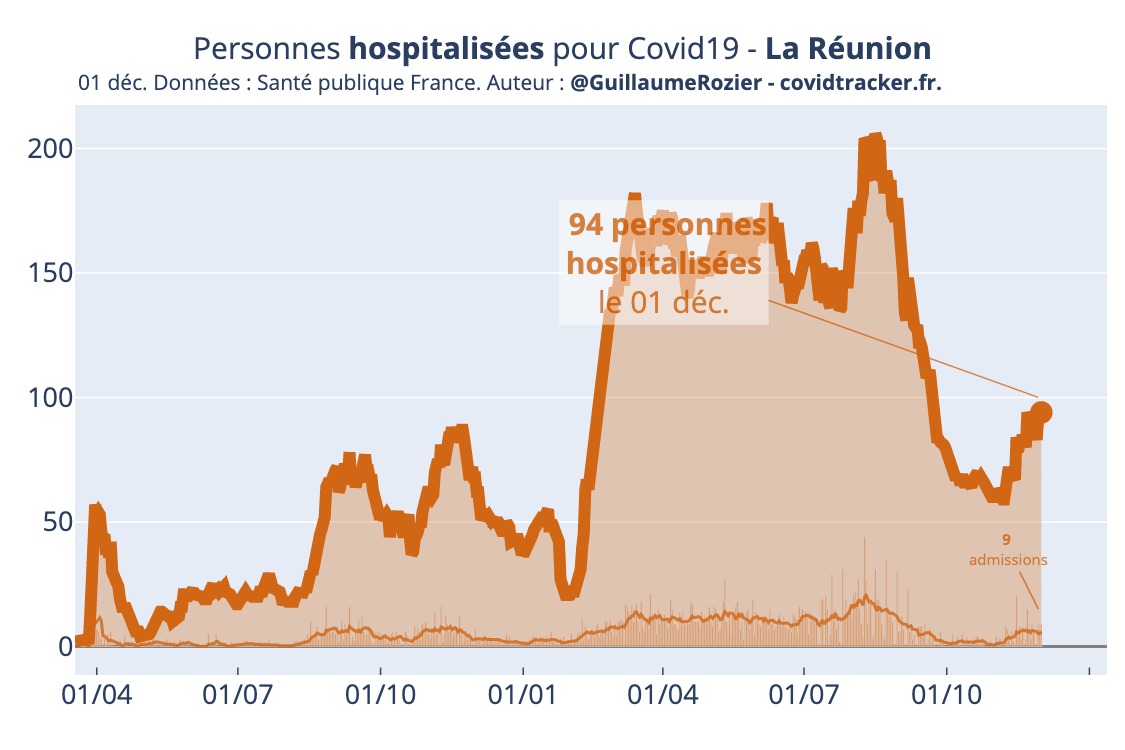 Personnes hospitalisées pour Covid19 - La Réunion
01 déc. Données : Santé publique France. Auteur : @GuillaumeRozier - covidtracker.fr.
200
94 personnes
hospitalisées
le 01 déc.
150
100
50
9
admissions
0
01/04 01/07 01/10 01/01 01/04 01/07 01/10